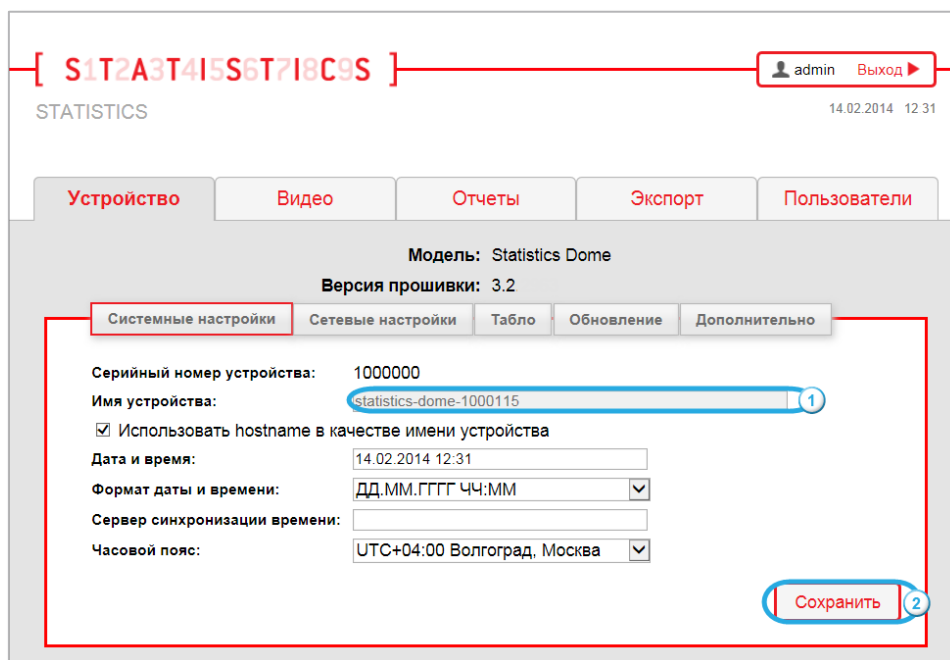 [ S1T2A3T4I5S6T7I8C9S ]
admin Выход
STATISTICS
14.02.2014 12 31
Устройство Видео Отчеты Экспорт Пользователи
Модель: Statistics Dome
Версия прошивки: 3.2
Системные настройки Сетевые настройки Табло Обновление Дополнительно
Серийный номер устройства: 1000000
Имя устройства: statistics-dome-1000115 1
Использовать hostname в качестве имени устройства
Дата и время: 14.02.2014 12:31
Формат даты и времени: ДД.ММ.ГГГГ ЧЧ:ММ
Сервер синхронизации времени:
Часовой пояс: UTC+04:00 Волгоград, Москва
Сохранить 2